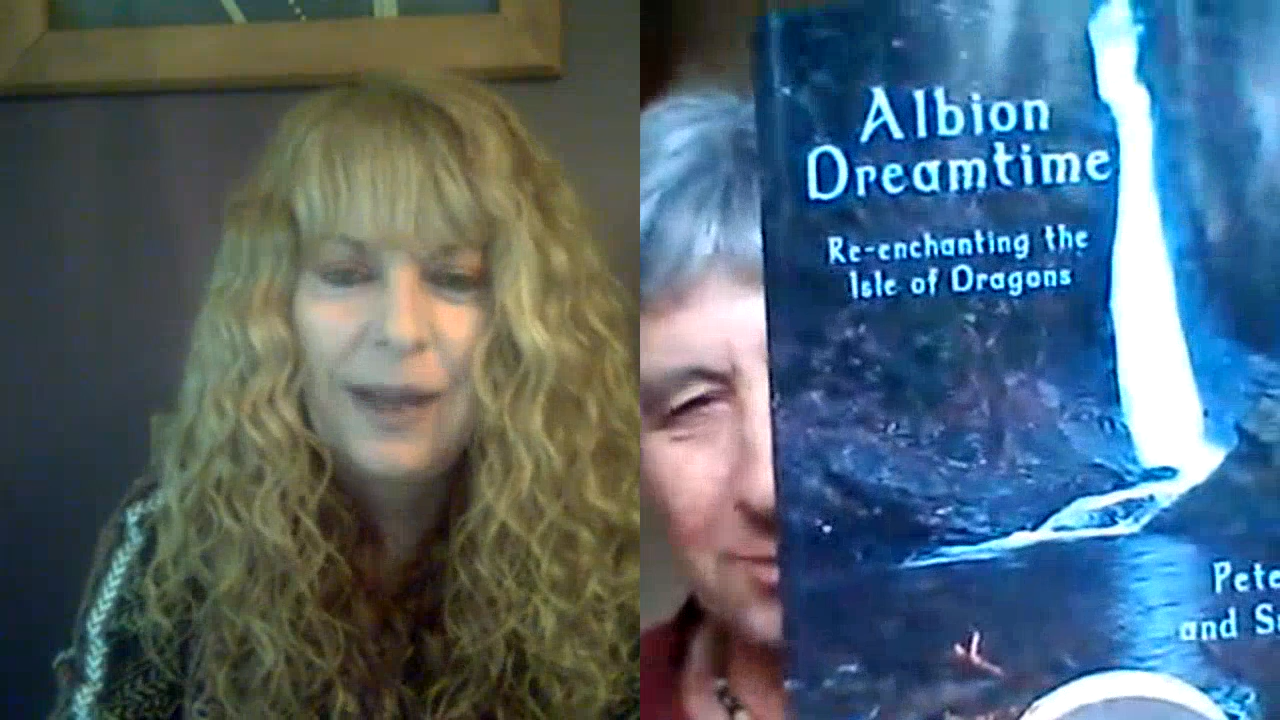 Albion
Dreamtime
Re-enchanting the
Isle of Dragons
Pete
and S